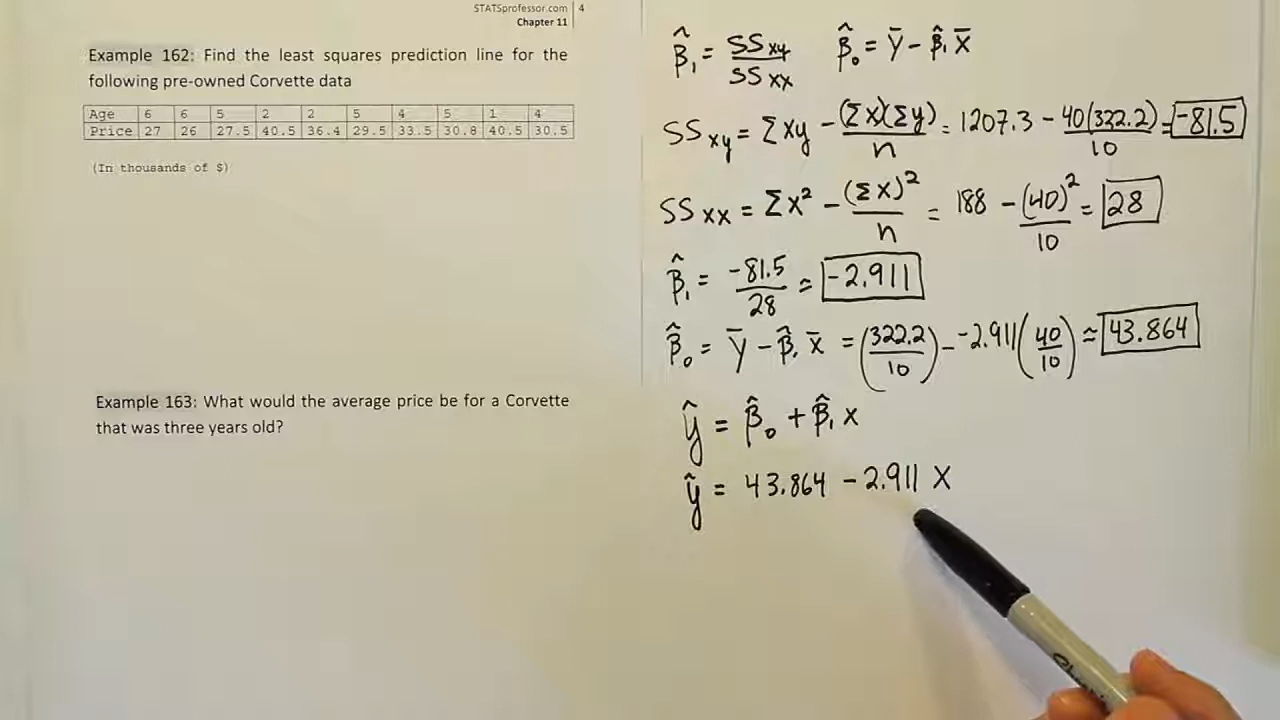 STATSprofessor.com | 4
Chapter 11
Example 162: Find the least squares prediction line for the
following pre-owned Corvette data
Age 6 6 5 2 2 5 4 5 1 4
Price 27 26 27.5 40.5 36.4 29.5 33.5 30.8 40.5 30.5
(In thousands of $)
Example 163: What would the average price be for a Corvette
that was three years old?
β̂₁ = SSxy / SSxx   β̂₀ = ȳ − β̂₁ x̄
SSxy = Σxy − (Σx)(Σy) / n = 1207.3 − 40(322.2) / 10 = −81.5
SSxx = Σx² − (Σx)² / n = 188 − (40)² / 10 = 28
β̂₁ = −81.5 / 28 ≈ −2.911
β̂₀ = ȳ − β̂₁ x̄ = (322.2 / 10) − −2.911 (40 / 10) ≈ 43.864
ŷ = β̂₀ + β̂₁ x
ŷ = 43.864 − 2.911 x